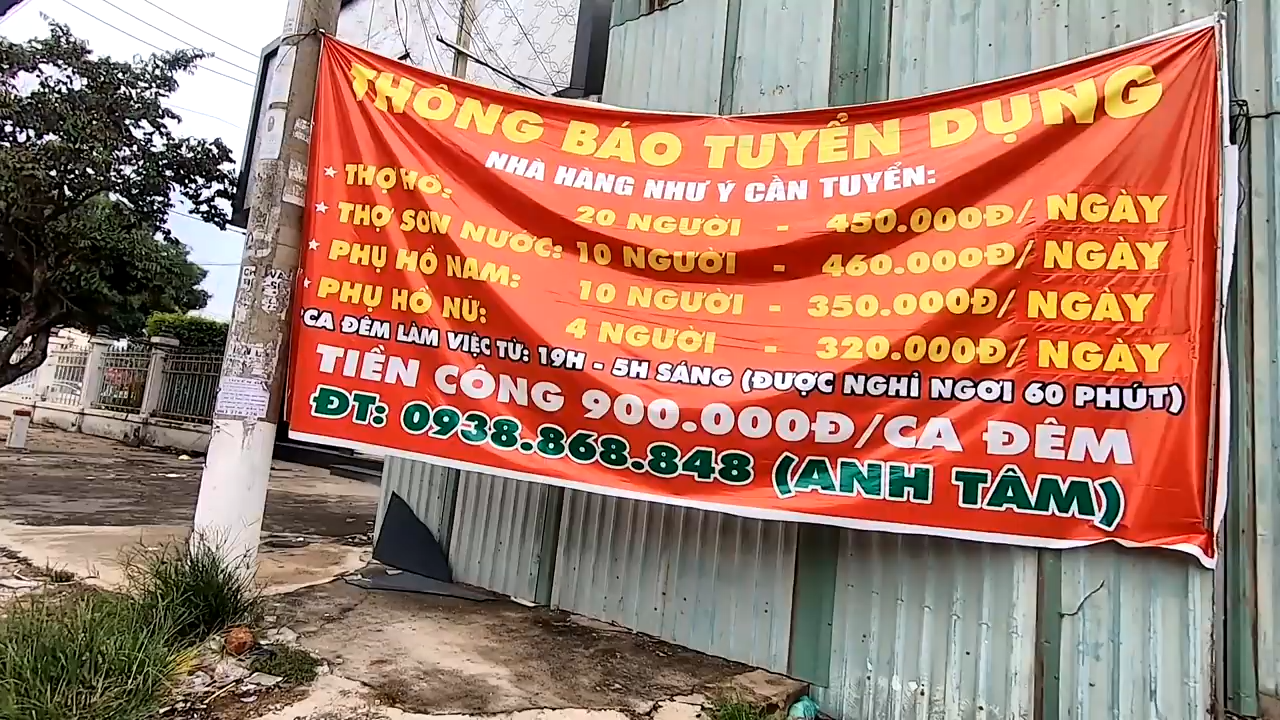 THÔNG BÁO TUYỂN DỤNG
NHÀ HÀNG NHƯ Ý CẦN TUYỂN:
THỢ HỒ: 20 NGƯỜI - 450.000Đ/ NGÀY
THỢ SƠN NƯỚC: 10 NGƯỜI - 460.000Đ/ NGÀY
PHỤ HỒ NAM: 10 NGƯỜI - 350.000Đ/ NGÀY
PHỤ HỒ NỮ: 4 NGƯỜI - 320.000Đ/ NGÀY
*CA ĐÊM LÀM VIỆC TỪ: 19H - 5H SÁNG (ĐƯỢC NGHỈ NGƠI 60 PHÚT)
TIỀN CÔNG 900.000Đ/CA ĐÊM
ĐT: 0938.868.848 (ANH TÂM)